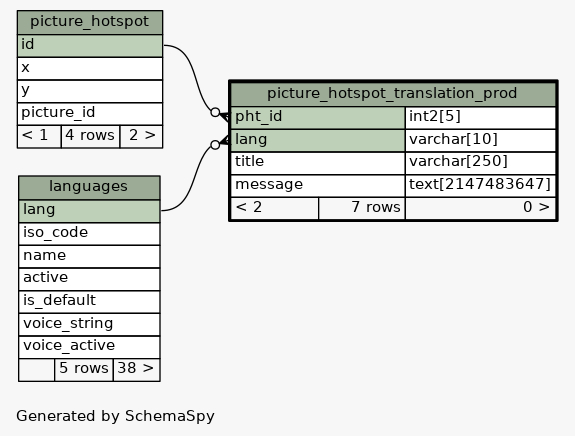 picture_hotspot
id
x
y
picture_id
< 1 4 rows 2 >
picture_hotspot_translation_prod
pht_id int2[5]
lang varchar[10]
title varchar[250]
message text[2147483647]
< 2 7 rows 0 >
languages
lang
iso_code
name
active
is_default
voice_string
voice_active
5 rows 38 >
Generated by SchemaSpy